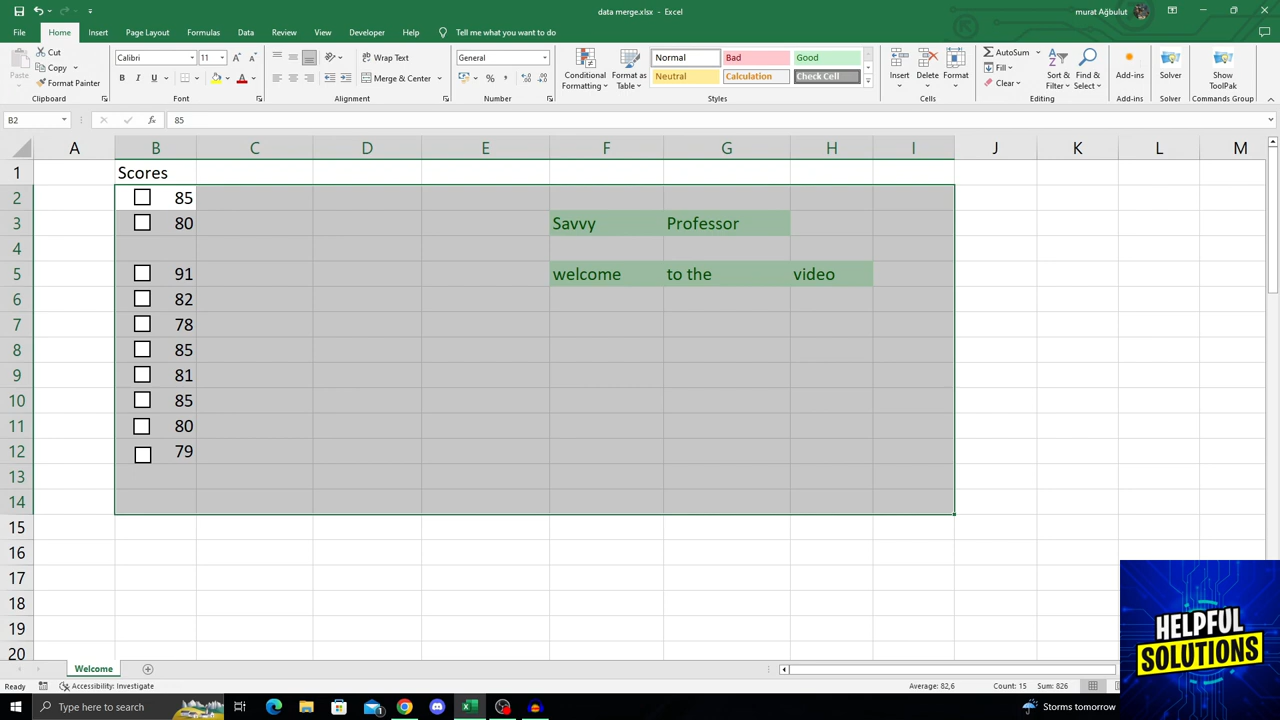 data merge.xlsx - Excel
murat Ağbulut
File Home Insert Page Layout Formulas Data Review View Developer Help Tell me what you want to do
Paste
Cut
Copy
Format Painter
Clipboard
Calibri 11
B I U
Font
Wrap Text
Merge & Center
Alignment
General
Number
Conditional Formatting
Format as Table
Normal Bad Good
Neutral Calculation Check Cell
Styles
Insert Delete Format
Cells
AutoSum
Fill
Clear
Sort & Filter
Find & Select
Editing
Add-ins
Add-ins
Solver
Solver
Show ToolPak
Commands Group
B2 fx 85
A B C D E F G H I J K L M
1 Scores
2 85
3 80 Savvy Professor
4
5 91 welcome to the video
6 82
7 78
8 85
9 81
10 85
11 80
12 79
13
14
15
16
17
18
19
20
Welcome
Ready Accessibility: Investigate Average: 82,6 Count: 15 Sum: 826
Type here to search
Storms tomorrow
HELPFUL
SOLUTIONS